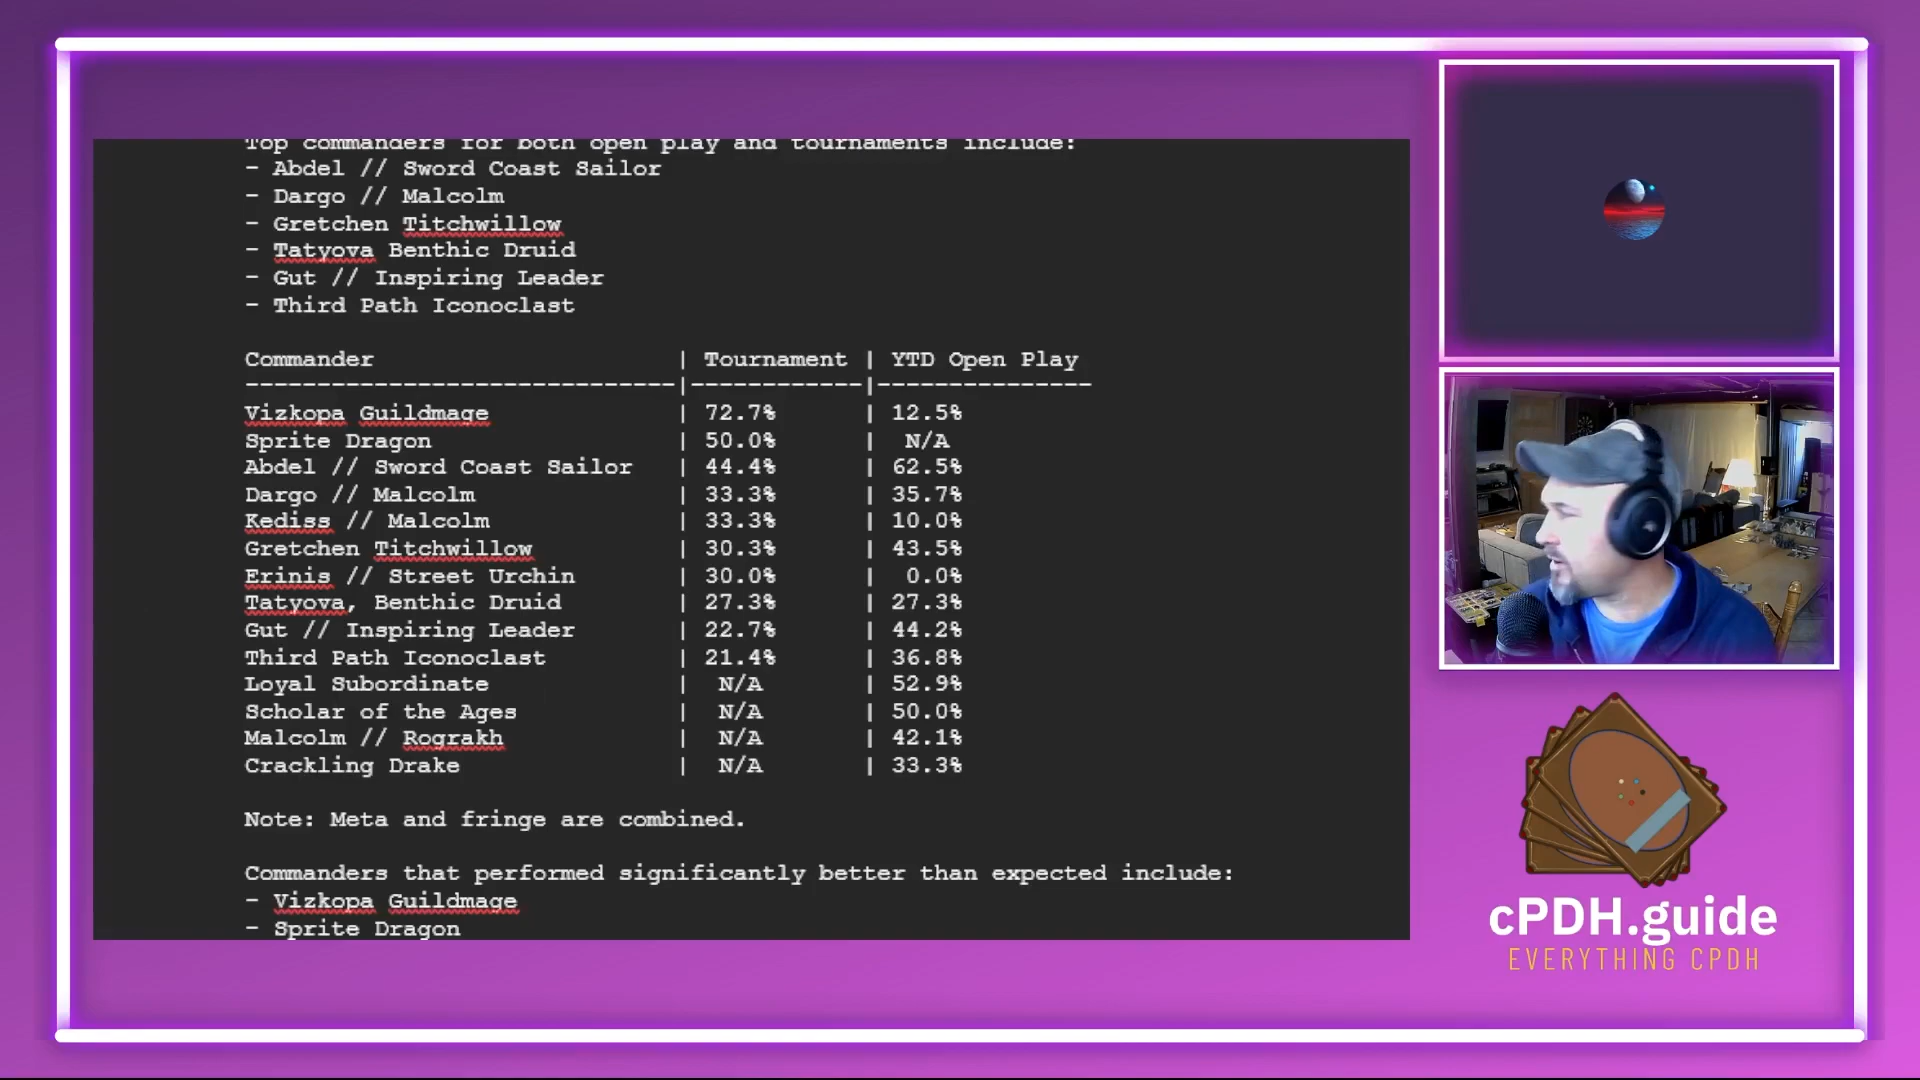 Top commanders for both open play and tournaments include:
- Abdel // Sword Coast Sailor
- Dargo // Malcolm
- Gretchen Titchwillow
- Tatyova Benthic Druid
- Gut // Inspiring Leader
- Third Path Iconoclast
Commander | Tournament | YTD Open Play
------------------------------|------------|---------------
Vizkopa Guildmage | 72.7% | 12.5%
Sprite Dragon | 50.0% | N/A
Abdel // Sword Coast Sailor | 44.4% | 62.5%
Dargo // Malcolm | 33.3% | 35.7%
Kediss // Malcolm | 33.3% | 10.0%
Gretchen Titchwillow | 30.3% | 43.5%
Erinis // Street Urchin | 30.0% | 0.0%
Tatyova, Benthic Druid | 27.3% | 27.3%
Gut // Inspiring Leader | 22.7% | 44.2%
Third Path Iconoclast | 21.4% | 36.8%
Loyal Subordinate | N/A | 52.9%
Scholar of the Ages | N/A | 50.0%
Malcolm // Rograkh | N/A | 42.1%
Crackling Drake | N/A | 33.3%
Note: Meta and fringe are combined.
Commanders that performed significantly better than expected include:
- Vizkopa Guildmage
- Sprite Dragon
cPDH.guide
EVERYTHING CPDH